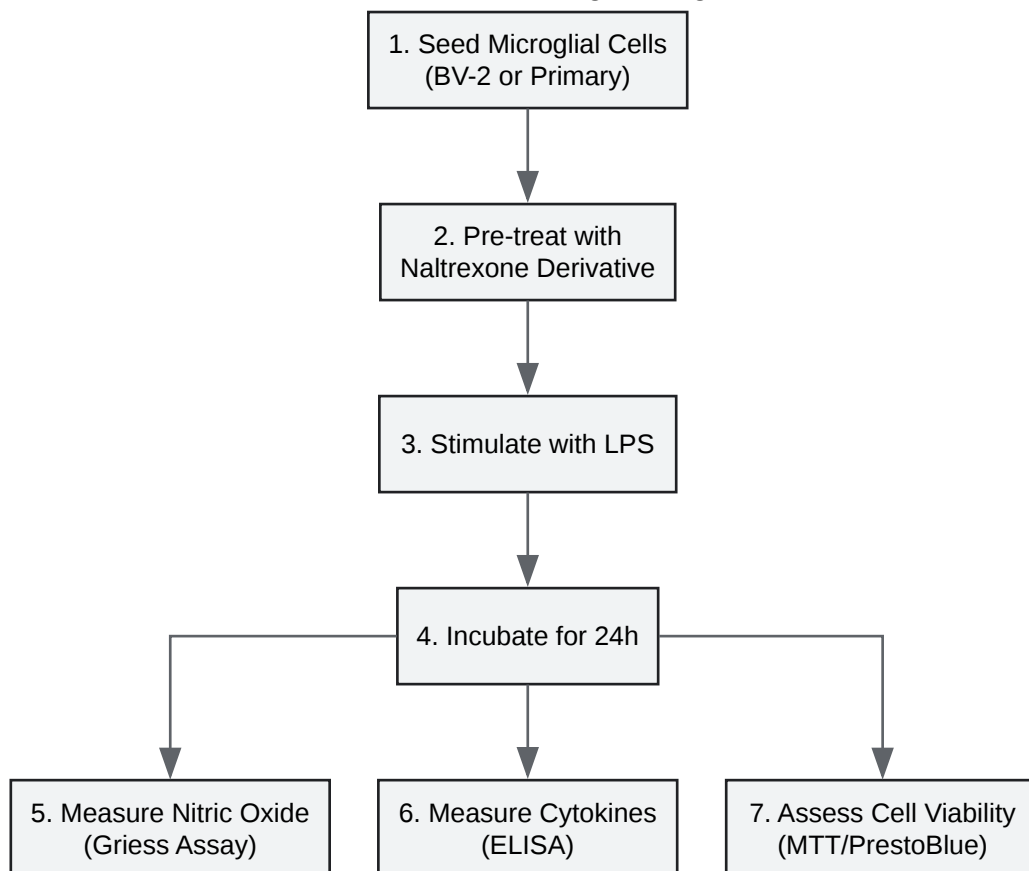 1. Seed Microglial Cells
(BV-2 or Primary)
2. Pre-treat with
Naltrexone Derivative
3. Stimulate with LPS
4. Incubate for 24h
5. Measure Nitric Oxide
(Griess Assay)
6. Measure Cytokines
(ELISA)
7. Assess Cell Viability
(MTT/PrestoBlue)